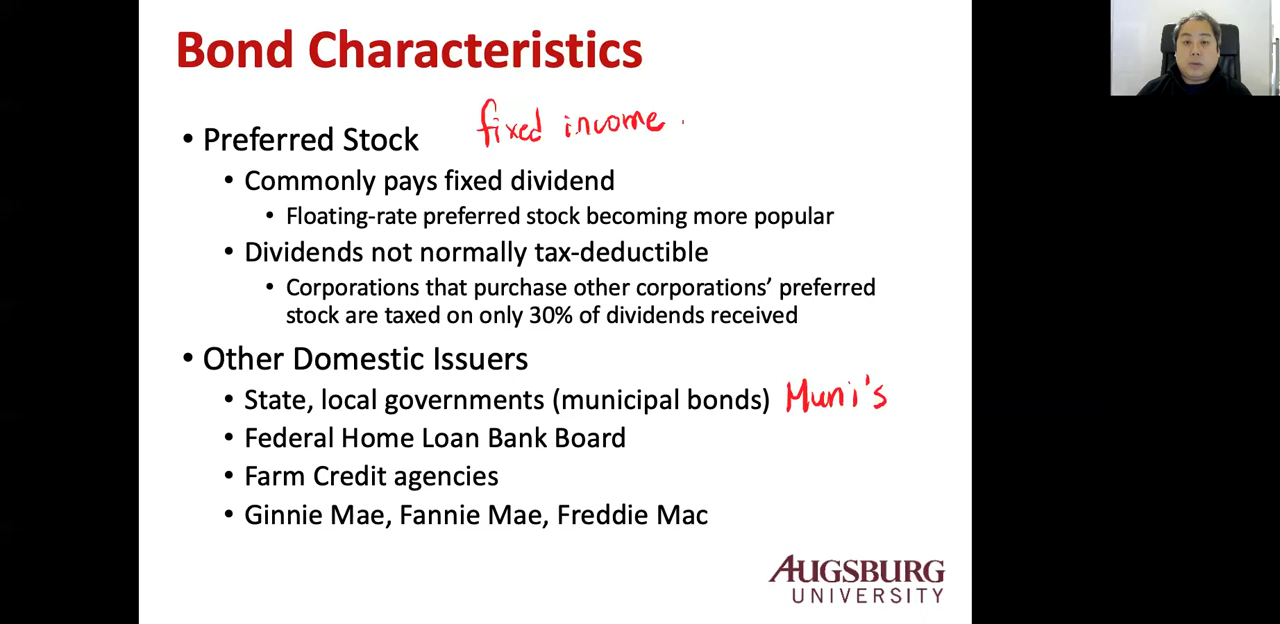 Bond Characteristics
• Preferred Stock fixed income.
• Commonly pays fixed dividend
• Floating-rate preferred stock becoming more popular
• Dividends not normally tax-deductible
• Corporations that purchase other corporations' preferred
stock are taxed on only 30% of dividends received
• Other Domestic Issuers
• State, local governments (municipal bonds) Muni's
• Federal Home Loan Bank Board
• Farm Credit agencies
• Ginnie Mae, Fannie Mae, Freddie Mac
AUGSBURG
UNIVERSITY